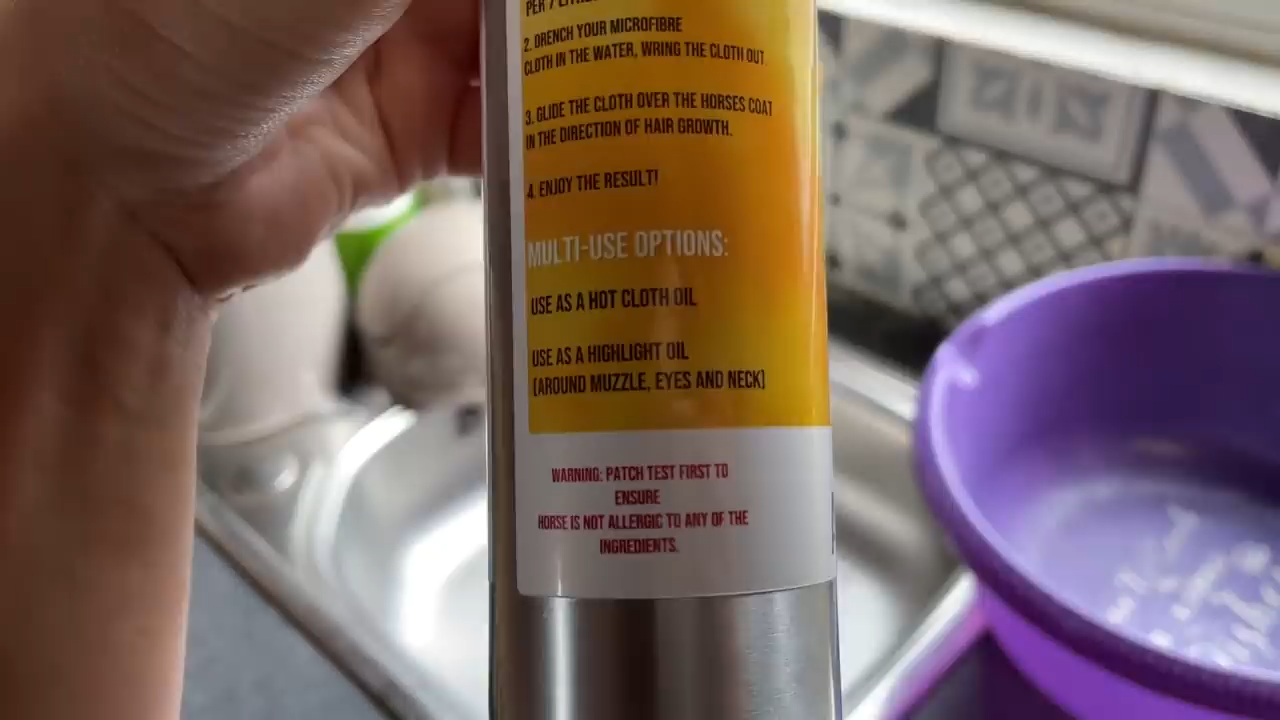 PER 7 LITRE
2. DRENCH YOUR MICROFIBRE
CLOTH IN THE WATER, WRING THE CLOTH OUT
3. GLIDE THE CLOTH OVER THE HORSES COAT
IN THE DIRECTION OF HAIR GROWTH.
4. ENJOY THE RESULT!
MULTI-USE OPTIONS:
USE AS A HOT CLOTH OIL
USE AS A HIGHLIGHT OIL
(AROUND MUZZLE, EYES AND NECK)
WARNING: PATCH TEST FIRST TO
ENSURE
HORSE IS NOT ALLERGIC TO ANY OF THE
INGREDIENTS.